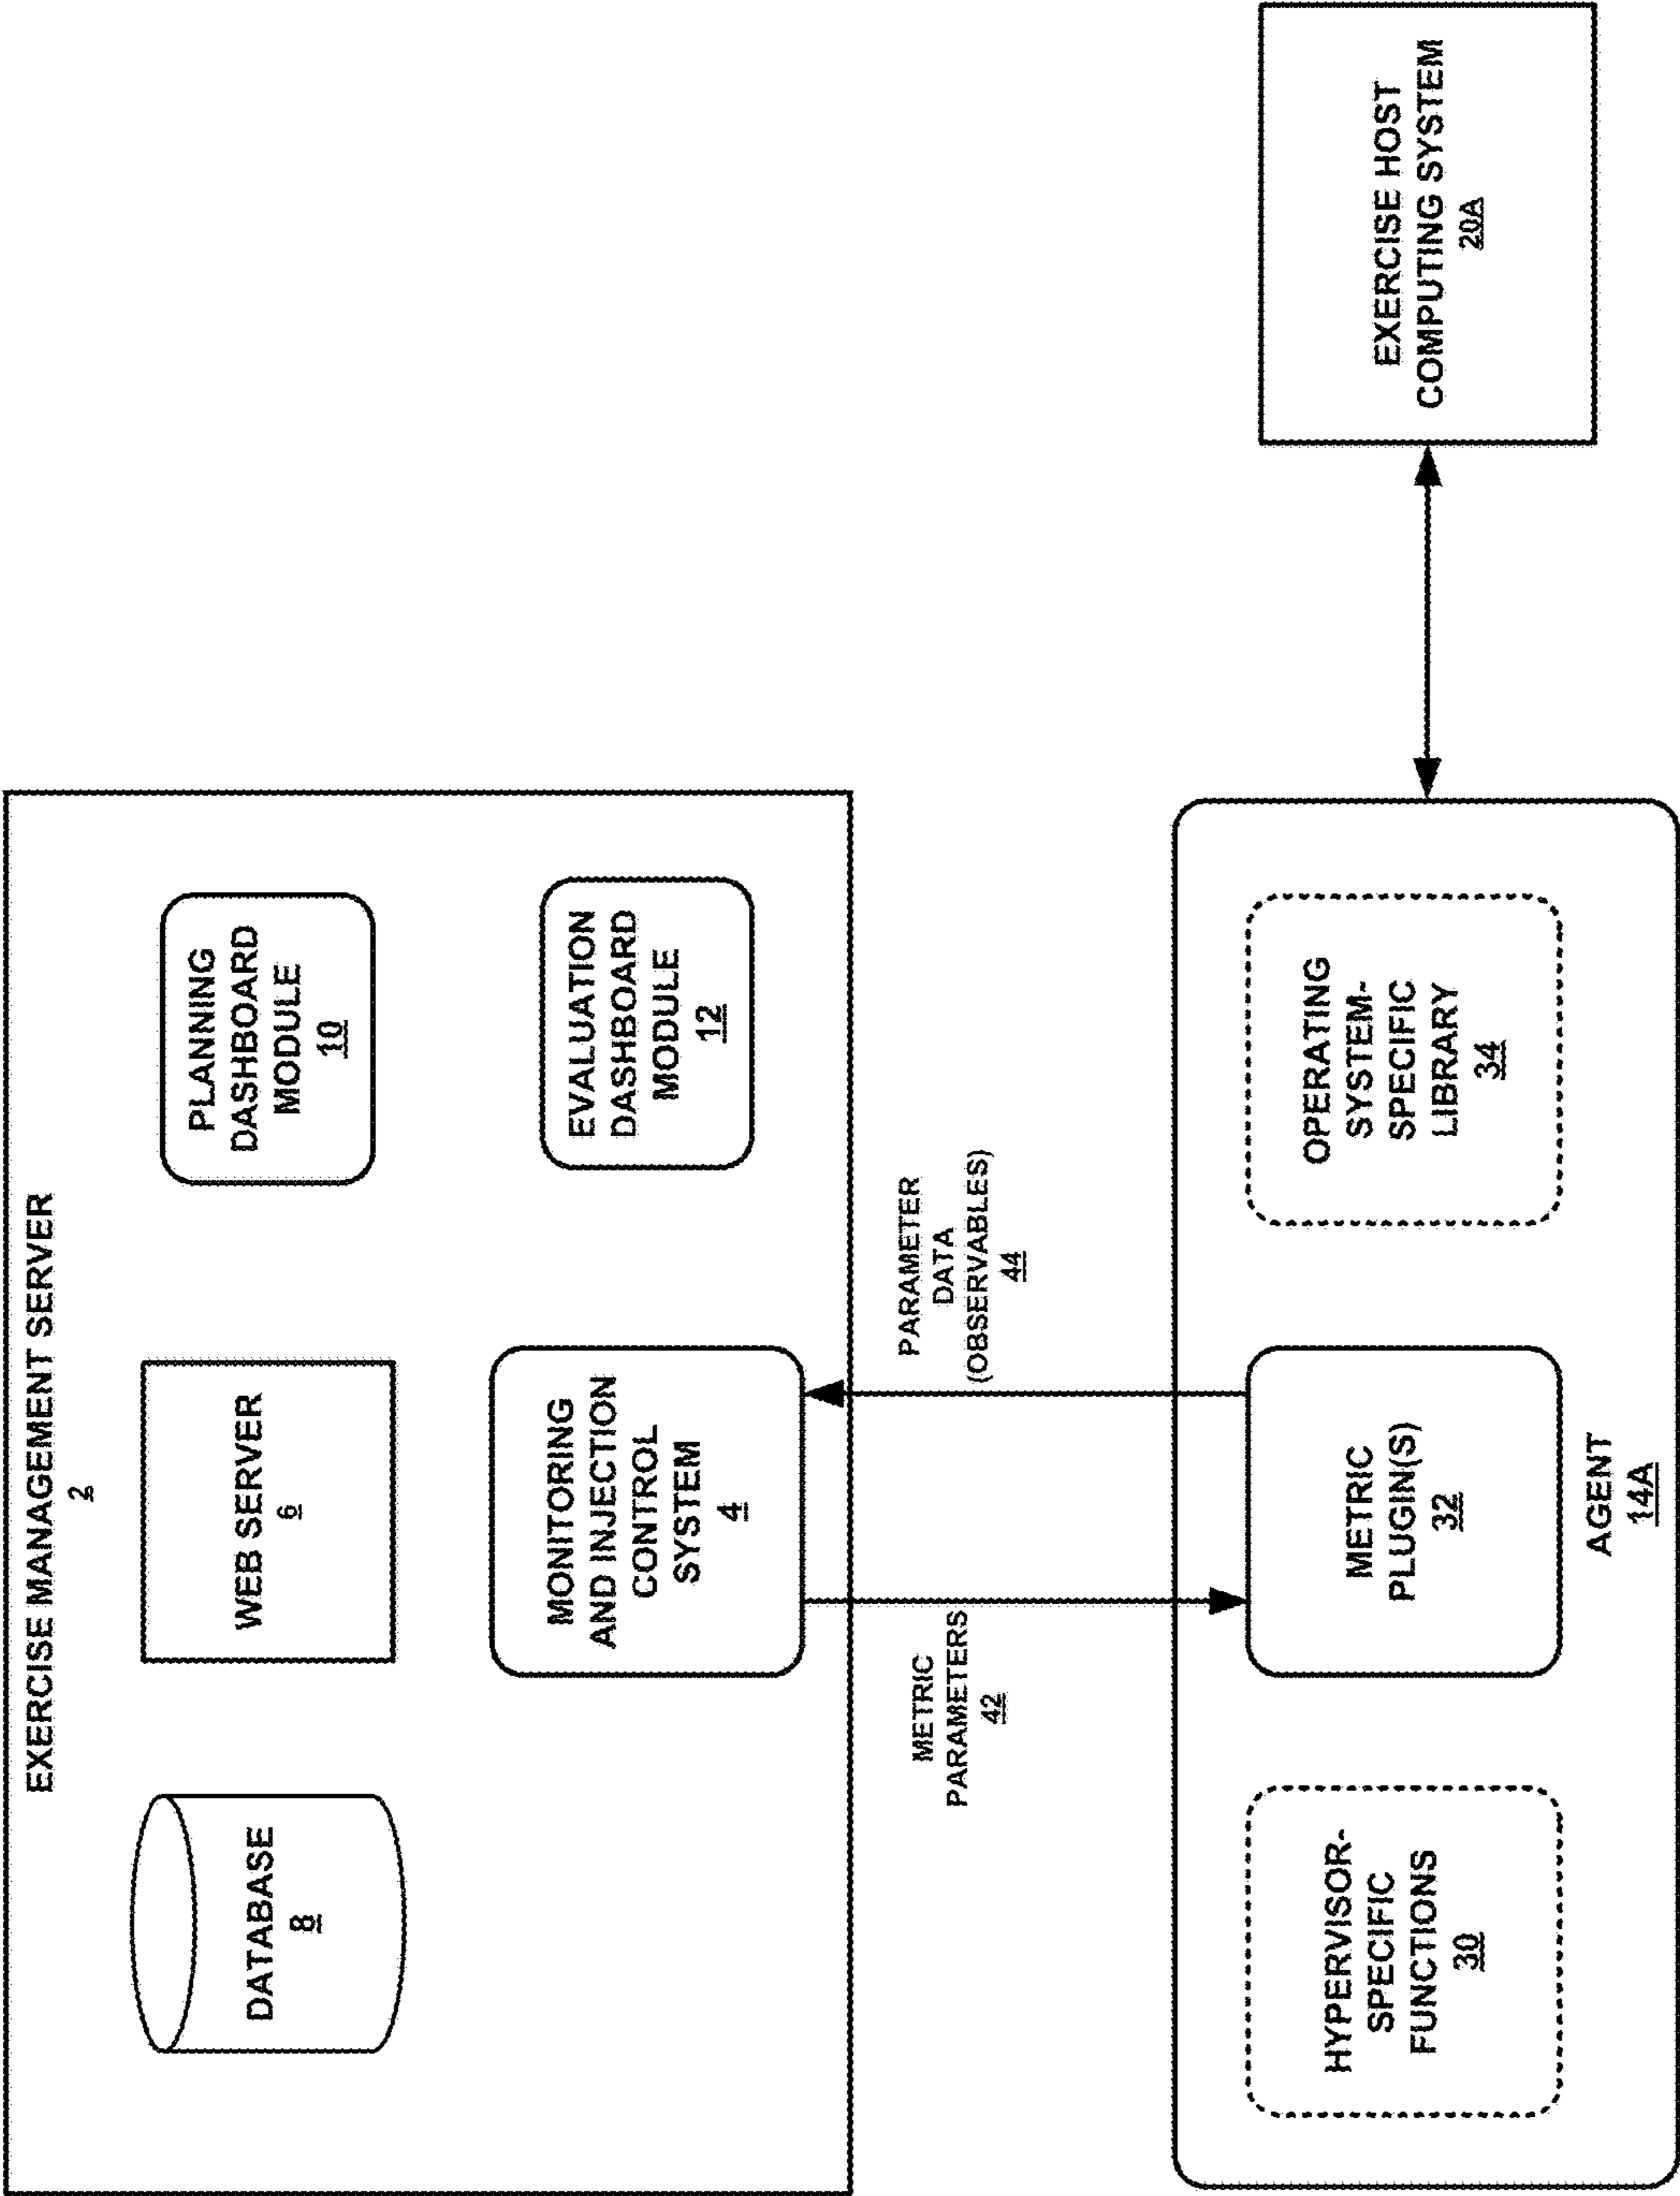 EXERCISE MANAGEMENT SERVER
2
DATABASE
8
WEB SERVER
6
PLANNING
DASHBOARD
MODULE
10
MONITORING
AND INJECTION
CONTROL
SYSTEM
4
EVALUATION
DASHBOARD
MODULE
12
METRIC
PARAMETERS
42
PARAMETER
DATA
(OBSERVABLES)
44
HYPERVISOR-
SPECIFIC
FUNCTIONS
30
METRIC
PLUGIN(S)
32
OPERATING
SYSTEM-
SPECIFIC
LIBRARY
34
AGENT
14A
EXERCISE HOST
COMPUTING SYSTEM
20A